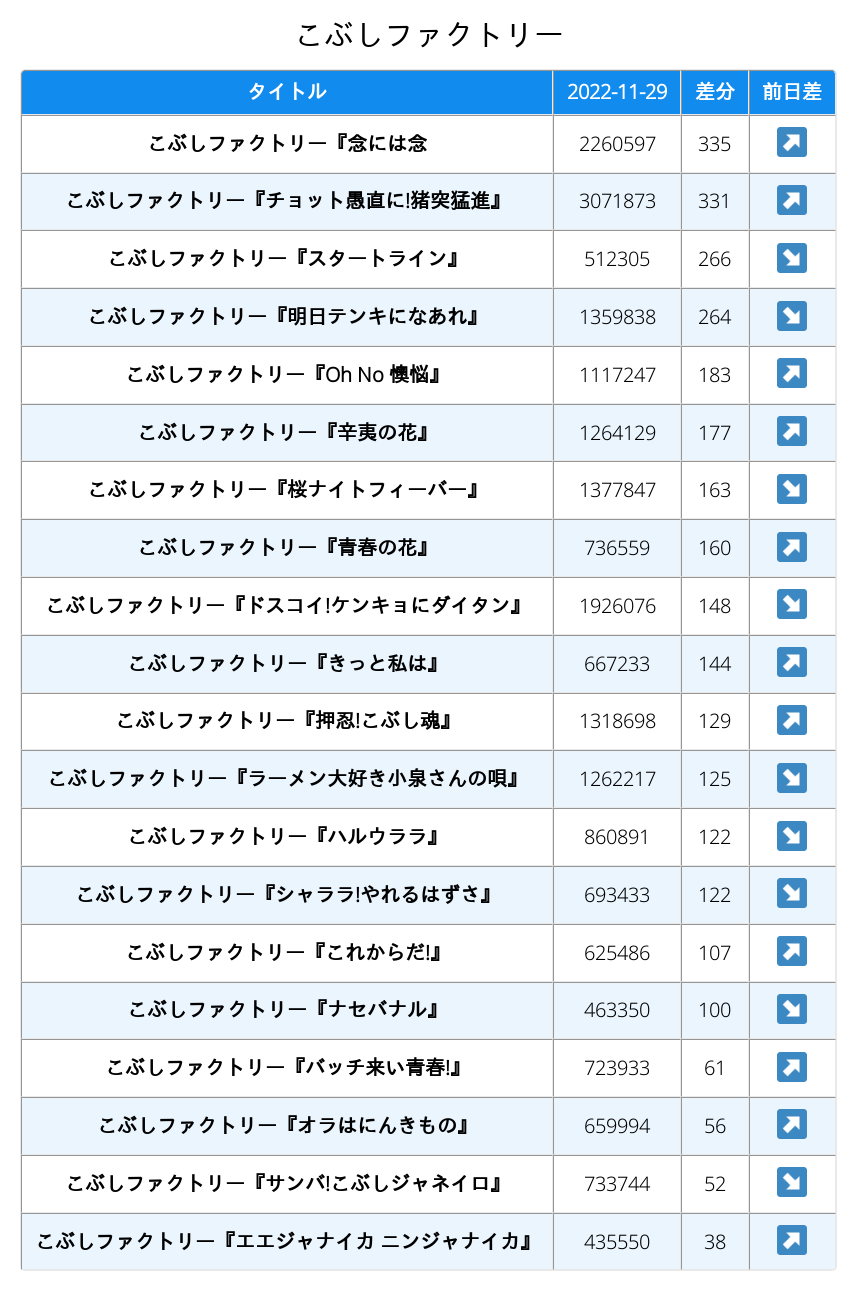 こぶしファクトリー
タイトル 2022-11-29 差分 前日差
こぶしファクトリー『念には念 2260597 335 ↗
こぶしファクトリー『チョット愚直に!猪突猛進』 3071873 331 ↗
こぶしファクトリー『スタートライン』 512305 266 ↘
こぶしファクトリー『明日テンキになあれ』 1359838 264 ↘
こぶしファクトリー『Oh No 懊悩』 1117247 183 ↗
こぶしファクトリー『辛夷の花』 1264129 177 ↗
こぶしファクトリー『桜ナイトフィーバー』 1377847 163 ↘
こぶしファクトリー『青春の花』 736559 160 ↗
こぶしファクトリー『ドスコイ!ケンキョにダイタン』 1926076 148 ↘
こぶしファクトリー『きっと私は』 667233 144 ↗
こぶしファクトリー『押忍!こぶし魂』 1318698 129 ↗
こぶしファクトリー『ラーメン大好き小泉さんの唄』 1262217 125 ↘
こぶしファクトリー『ハルウララ』 860891 122 ↘
こぶしファクトリー『シャララ!やれるはずさ』 693433 122 ↘
こぶしファクトリー『これからだ!』 625486 107 ↗
こぶしファクトリー『ナセバナル』 463350 100 ↘
こぶしファクトリー『バッチ来い青春!』 723933 61 ↗
こぶしファクトリー『オラはにんきもの』 659994 56 ↗
こぶしファクトリー『サンバ!こぶしジャネイロ』 733744 52 ↘
こぶしファクトリー『エエジャナイカ ニンジャナイカ』 435550 38 ↗